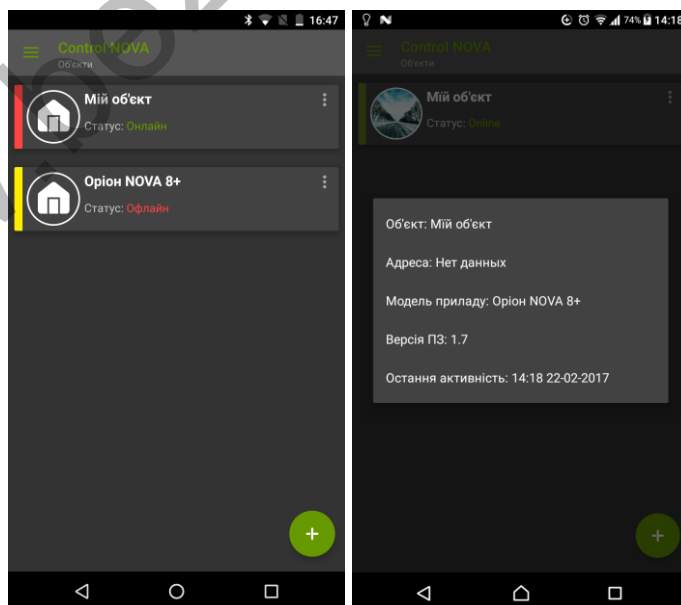 16:47
Control NOVA
Об'єкти
Мій об'єкт
Статус: Онлайн
Оріон NOVA 8+
Статус: Офлайн
74% 14:18
Control NOVA
Об'єкти
Мій об'єкт
Статус: Online
Об'єкт: Мій об'єкт
Адреса: Нет данных
Модель приладу: Оріон NOVA 8+
Версія ПЗ: 1.7
Остання активність: 14:18 22-02-2017